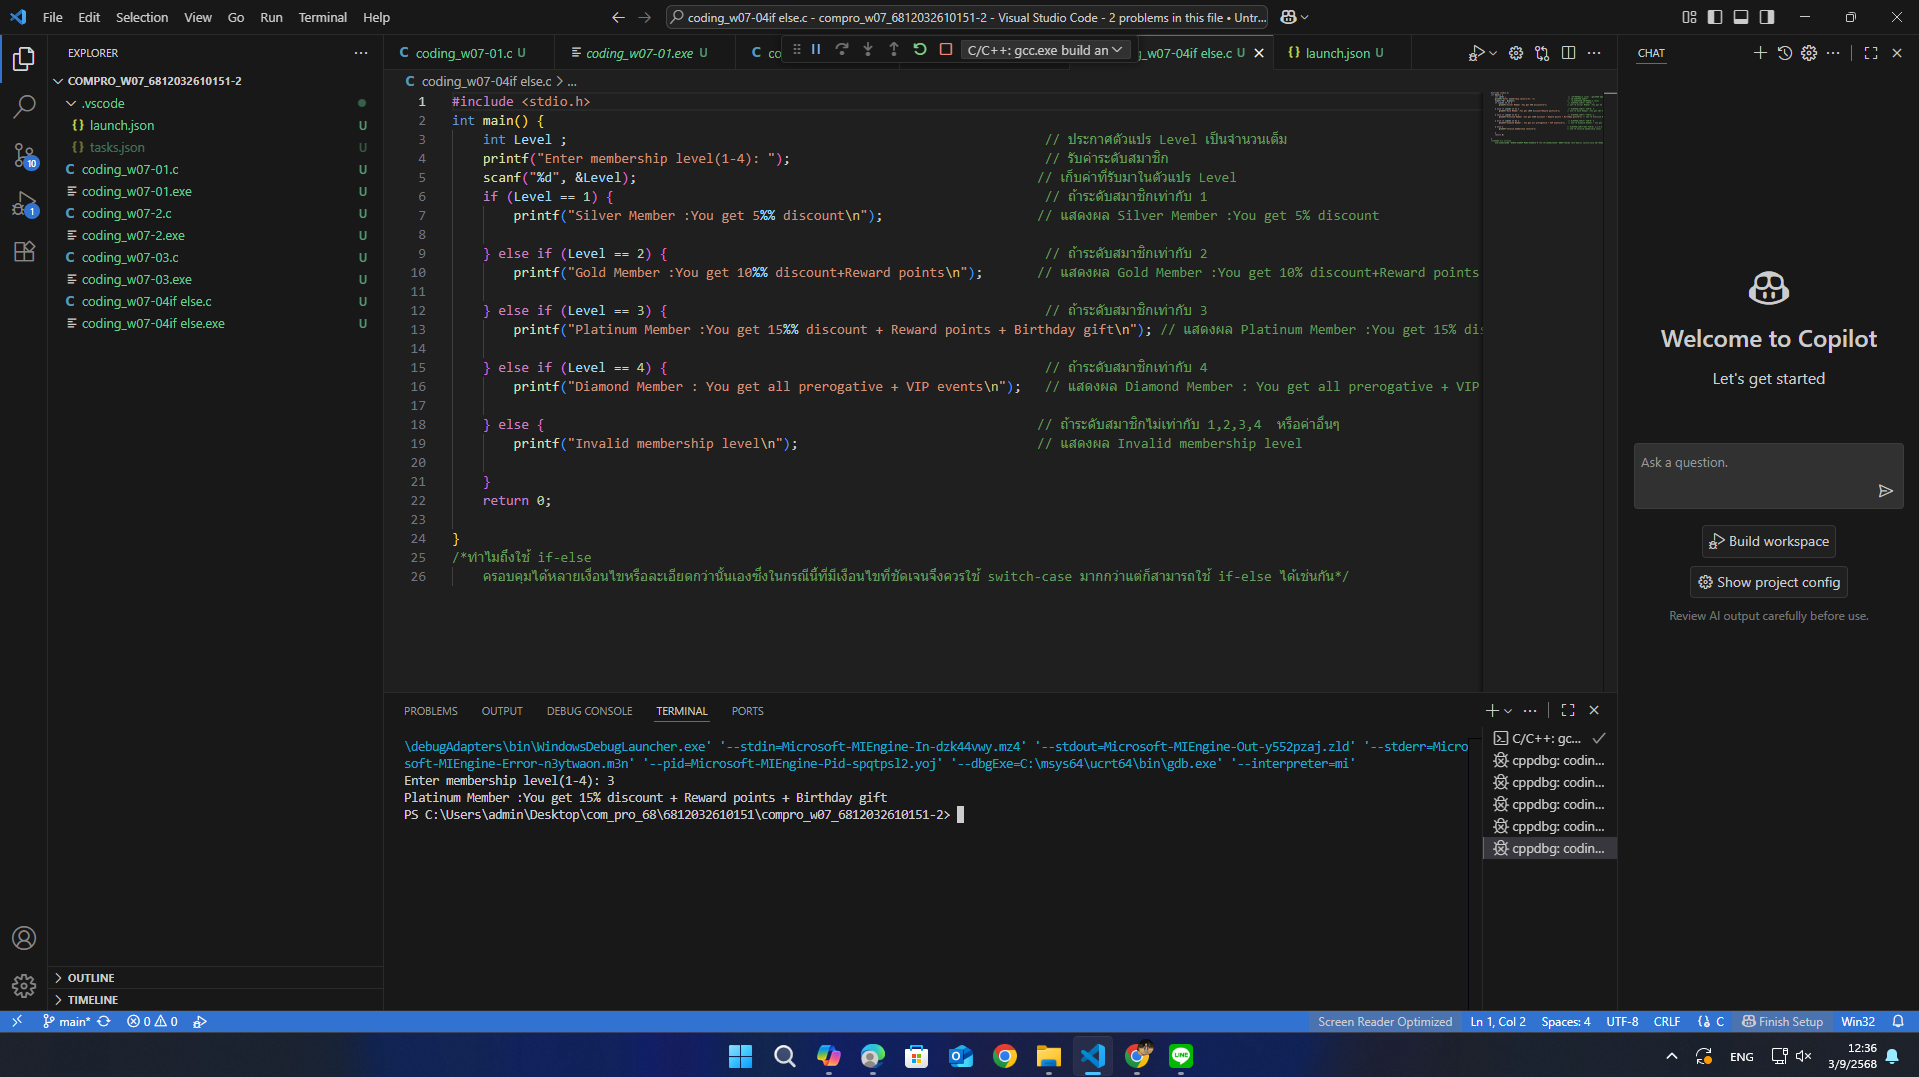 File Edit Selection View Go Run Terminal Help
coding_w07-04if else.c - compro_w07_6812032610151-2 - Visual Studio Code - 2 problems in this file • Untr...
EXPLORER
COMPRO_W07_6812032610151-2
.vscode
launch.json U
tasks.json U
coding_w07-01.c U
coding_w07-01.exe U
coding_w07-2.c U
coding_w07-2.exe U
coding_w07-03.c U
coding_w07-03.exe U
coding_w07-04if else.c U
coding_w07-04if else.exe U
OUTLINE
TIMELINE
10
1
C coding_w07-01.c U
coding_w07-01.exe U
C/C++: gcc.exe build an
launch.json U
C coding_w07-04if else.c > ...
1 #include <stdio.h>
2 int main() {
3 int Level ; // ประกาศตัวแปร Level เป็นจำนวนเต็ม
4 printf("Enter membership level(1-4): "); // รับค่าระดับสมาชิก
5 scanf("%d", &Level); // เก็บค่าที่รับมาในตัวแปร Level
6 if (Level == 1) { // ถ้าระดับสมาชิกเท่ากับ 1
7 printf("Silver Member :You get 5%% discount\n"); // แสดงผล Silver Member :You get 5% discount
8
9 } else if (Level == 2) { // ถ้าระดับสมาชิกเท่ากับ 2
10 printf("Gold Member :You get 10%% discount+Reward points\n"); // แสดงผล Gold Member :You get 10% discount+Reward points
11
12 } else if (Level == 3) { // ถ้าระดับสมาชิกเท่ากับ 3
13 printf("Platinum Member :You get 15%% discount + Reward points + Birthday gift\n"); // แสดงผล Platinum Member :You get 15% dis
14
15 } else if (Level == 4) { // ถ้าระดับสมาชิกเท่ากับ 4
16 printf("Diamond Member : You get all prerogative + VIP events\n"); // แสดงผล Diamond Member : You get all prerogative + VIP
17
18 } else { // ถ้าระดับสมาชิกไม่เท่ากับ 1,2,3,4 หรือค่าอื่นๆ
19 printf("Invalid membership level\n"); // แสดงผล Invalid membership level
20
21 }
22 return 0;
23
24 }
25 /*ทำไมถึงใช้ if-else
26 ครอบคุมได้หลายเงื่อนไขหรือละเอียดกว่านั้นเองซึ่งในกรณีนี้ที่มีเงือนไขที่ชัดเจนจึงควรใช้ switch-case มากกว่าแต่ก็สามารถใช้ if-else ได้เช่นกัน*/
PROBLEMS OUTPUT DEBUG CONSOLE TERMINAL PORTS
\debugAdapters\bin\WindowsDebugLauncher.exe' '--stdin=Microsoft-MIEngine-In-dzk44vwy.mz4' '--stdout=Microsoft-MIEngine-Out-y552pzaj.zld' '--stderr=Micro
soft-MIEngine-Error-n3ytwaon.m3n' '--pid=Microsoft-MIEngine-Pid-spqtpsl2.yoj' '--dbgExe=C:\msys64\ucrt64\bin\gdb.exe' '--interpreter=mi'
Enter membership level(1-4): 3
Platinum Member :You get 15% discount + Reward points + Birthday gift
PS C:\Users\admin\Desktop\com_pro_68\6812032610151\compro_w07_6812032610151-2>
C/C++: gc...
cppdbg: codin...
cppdbg: codin...
cppdbg: codin...
cppdbg: codin...
cppdbg: codin...
CHAT
Welcome to Copilot
Let's get started
Ask a question.
Build workspace
Show project config
Review AI output carefully before use.
main* 0 0
Screen Reader Optimized Ln 1, Col 2 Spaces: 4 UTF-8 CRLF {} C Finish Setup Win32
ENG
12:36
3/9/2568